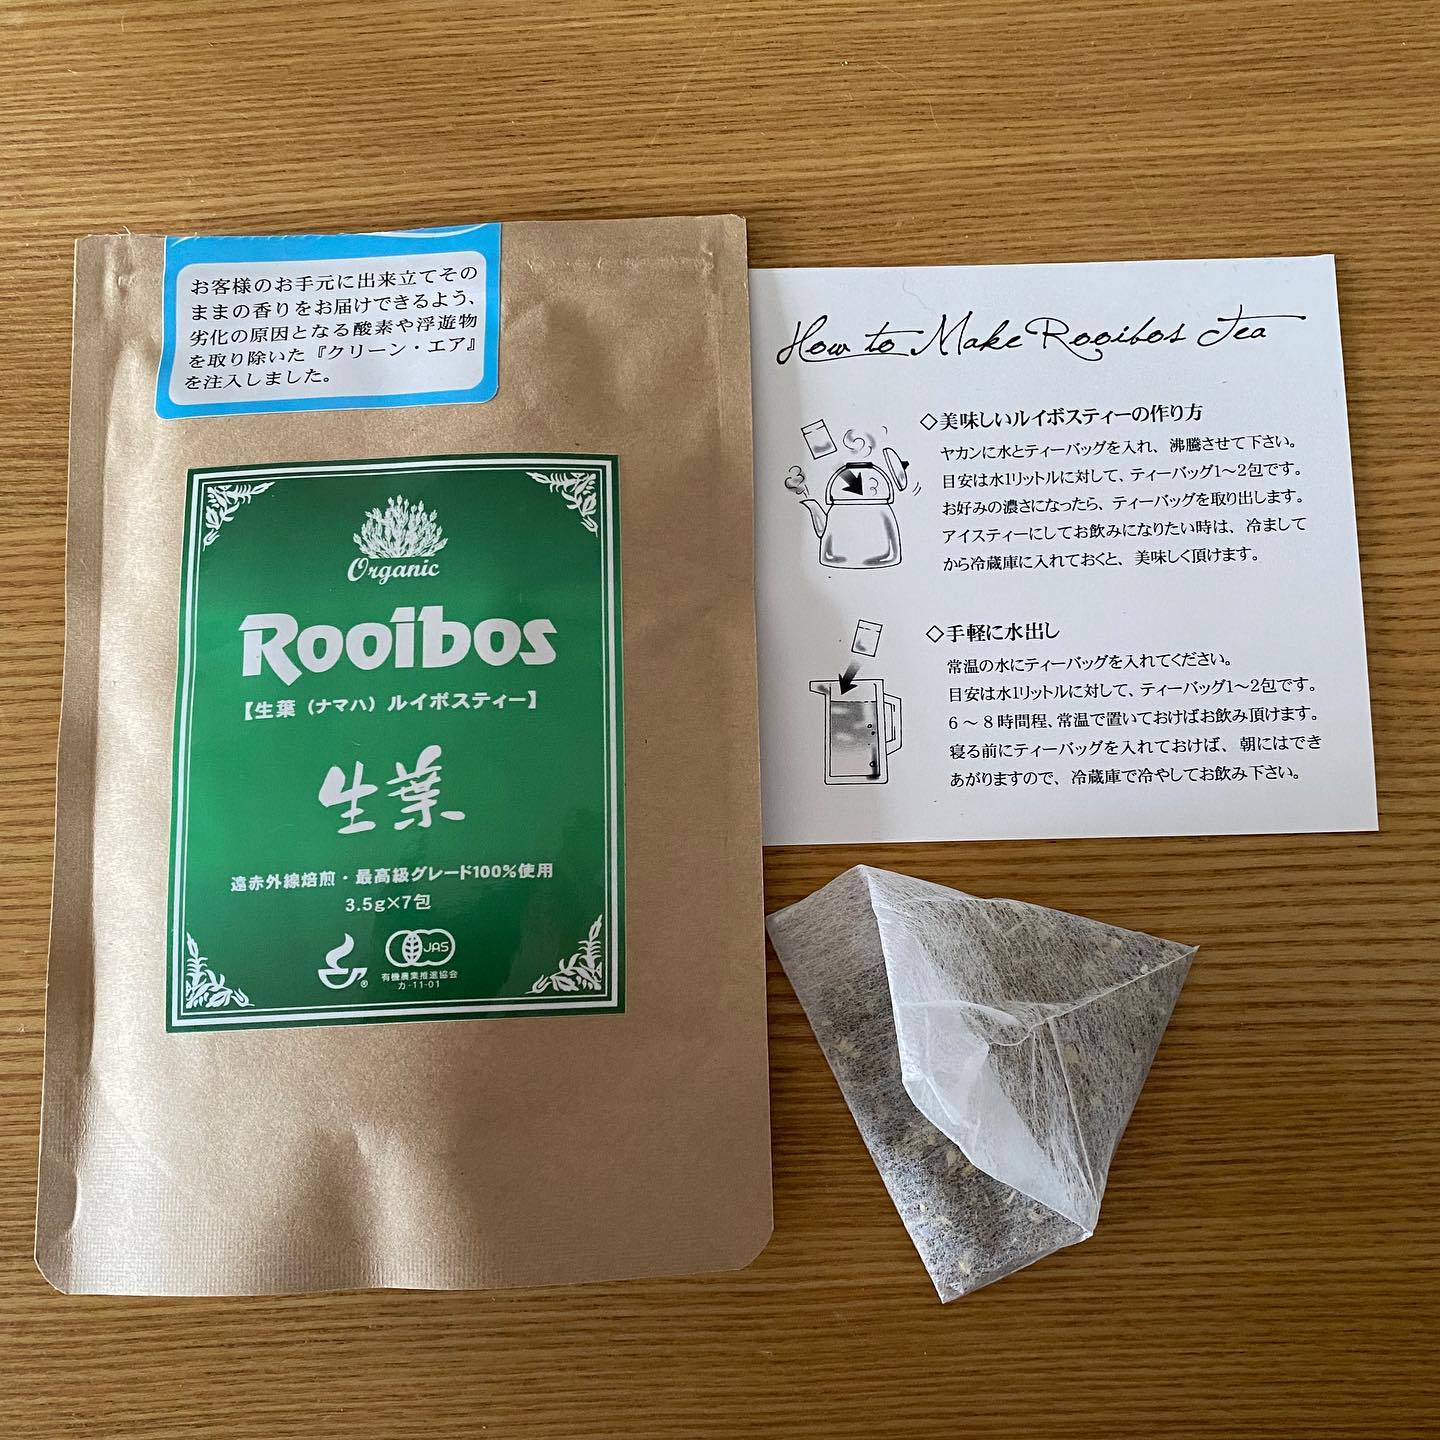 お客様のお手元に出来立てその
ままの香りをお届けできるよう、
劣化の原因となる酸素や浮遊物
を取り除いた『クリーン・エア』
を注入しました。
Organic
Rooibos
【生葉（ナマハ）ルイボスティー】
生葉
遠赤外線焙煎・最高級グレード100%使用
3.5g×7包
JAS
®
有機農業推進協会
カ-11-01
How to Make Rooibos Tea
◇美味しいルイボスティーの作り方
ヤカンに水とティーバッグを入れ、沸騰させて下さい。
目安は水1リットルに対して、ティーバッグ1～2包です。
お好みの濃さになったら、ティーバッグを取り出します。
アイスティーにしてお飲みになりたい時は、冷まして
から冷蔵庫に入れておくと、美味しく頂けます。
◇手軽に水出し
常温の水にティーバッグを入れてください。
目安は水1リットルに対して、ティーバッグ1～2包です。
6～8時間程、常温で置いておけばお飲み頂けます。
寝る前にティーバッグを入れておけば、朝にはでき
あがりますので、冷蔵庫で冷やしてお飲み下さい。